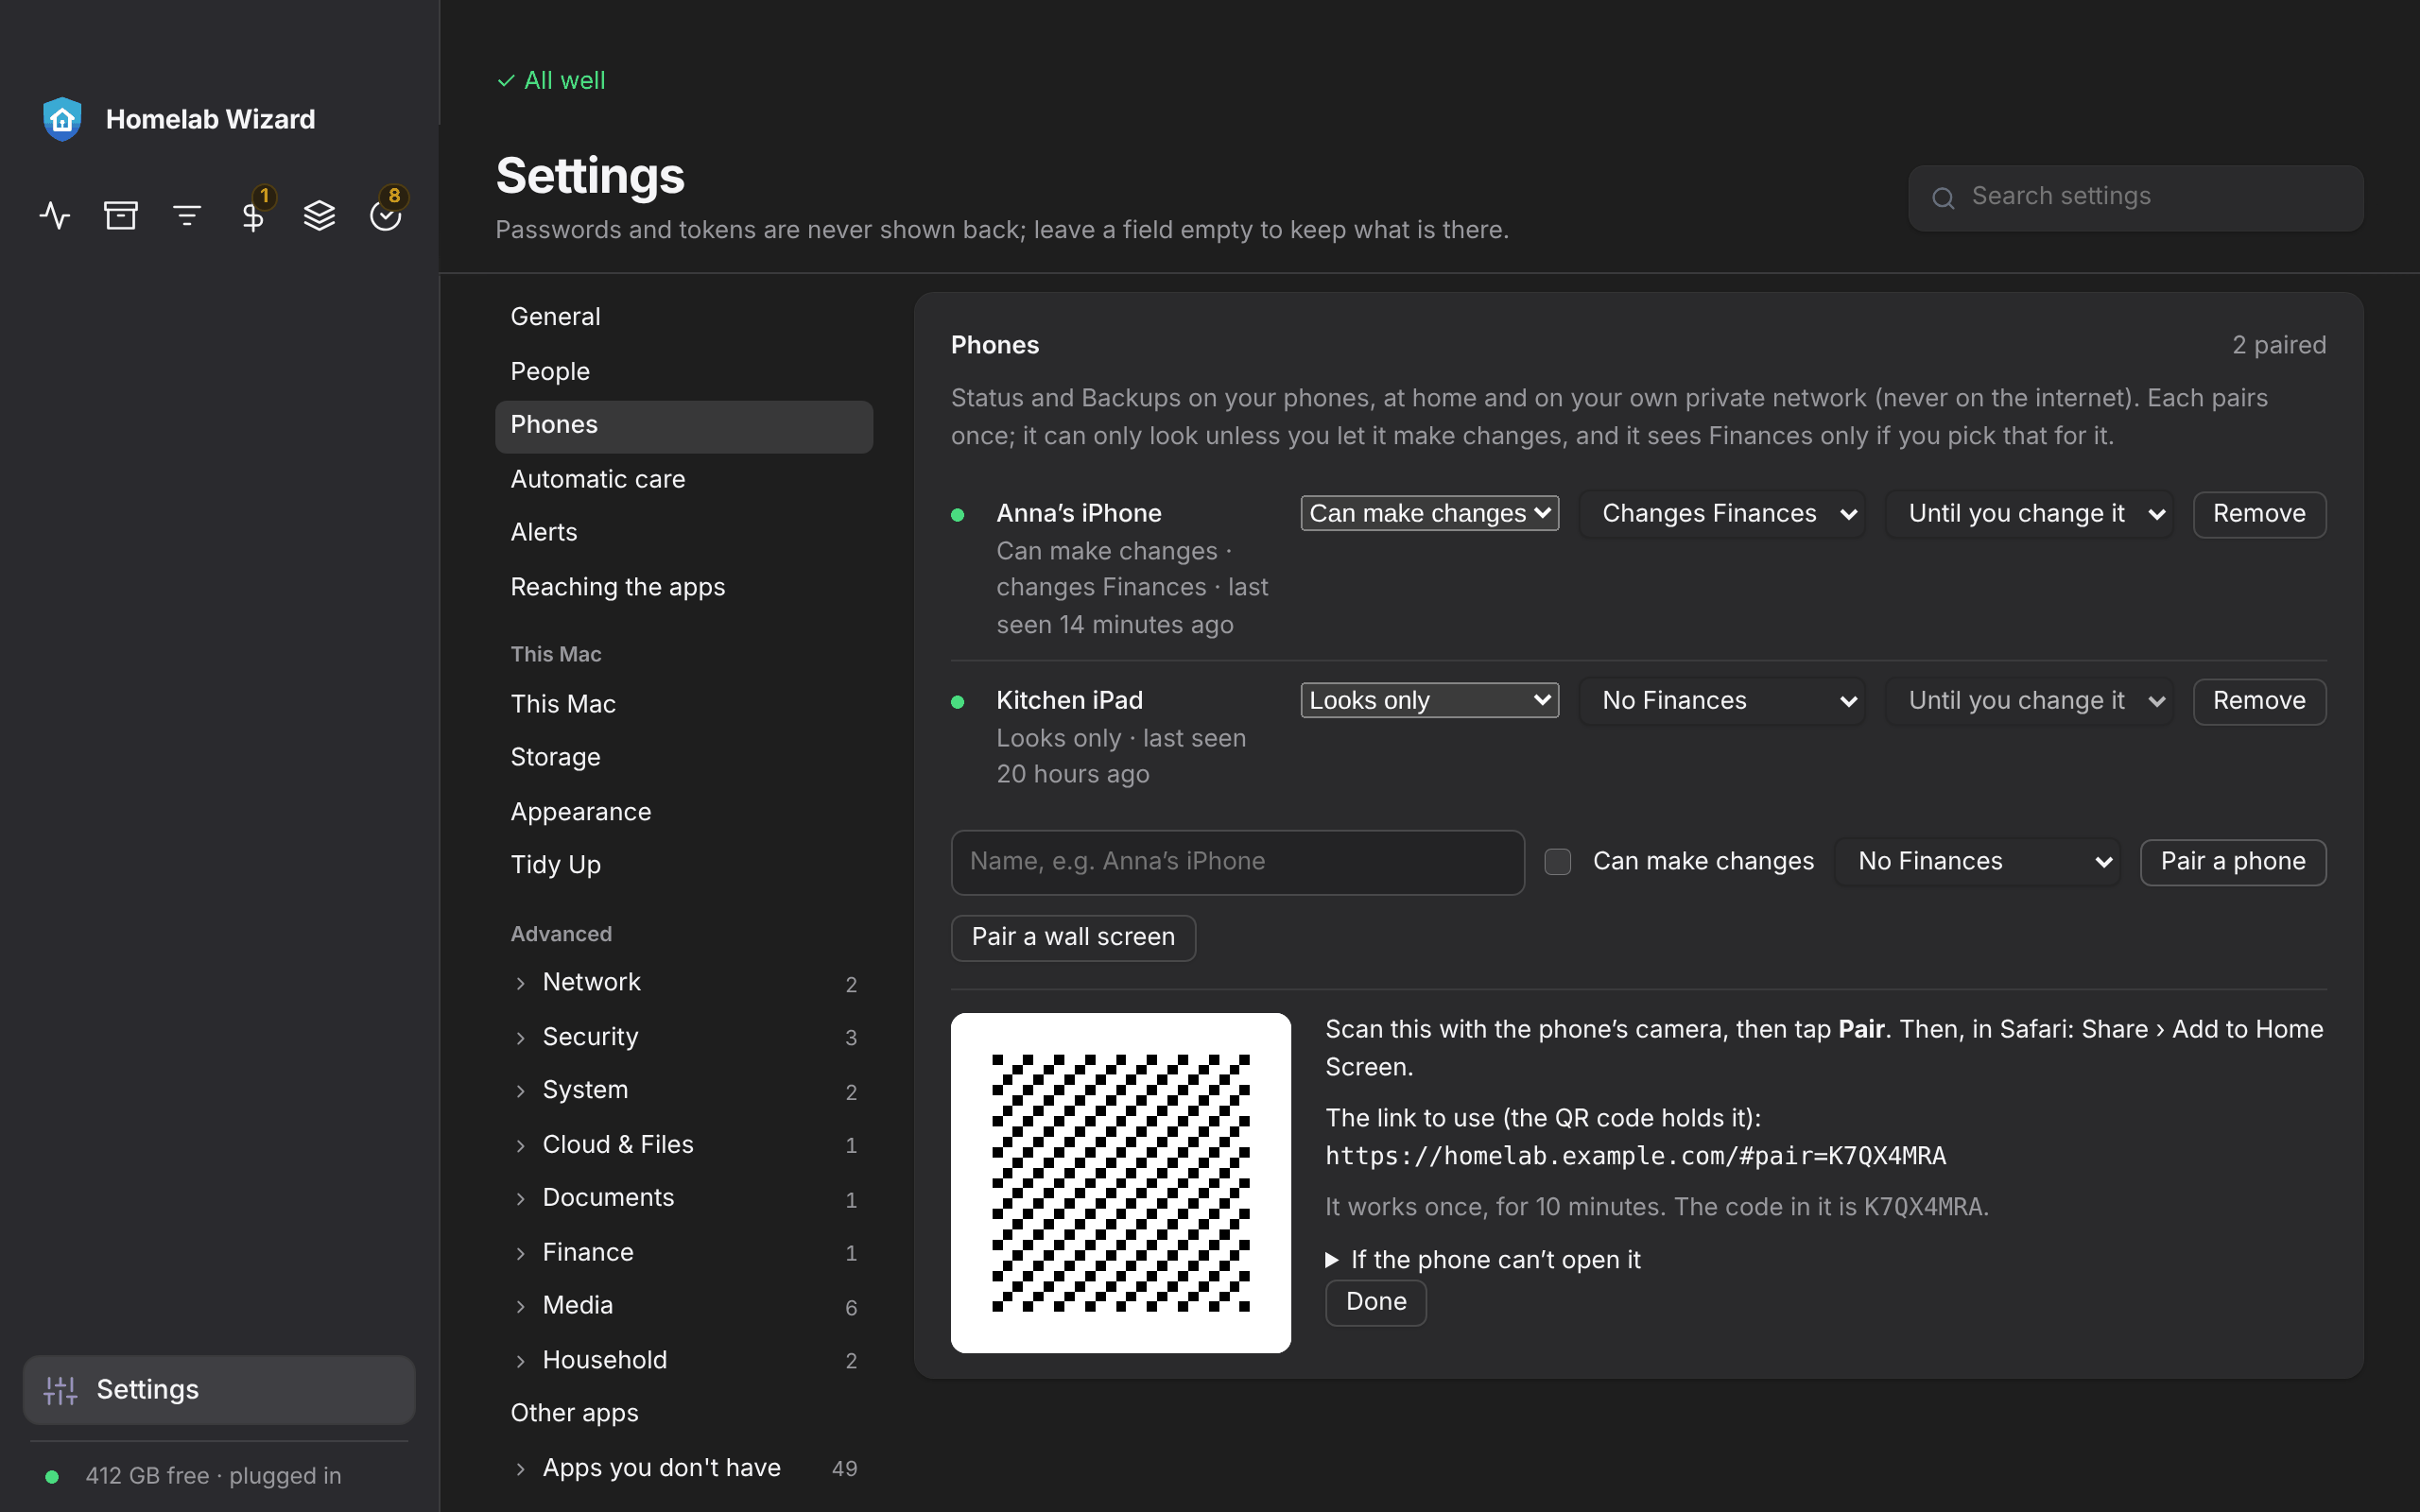 Homelab Wizard
1
8
Settings
412 GB free · plugged in
All well
Settings
Passwords and tokens are never shown back; leave a field empty to keep what is there.
Search settings
General
People
Phones
Automatic care
Alerts
Reaching the apps
This Mac
This Mac
Storage
Appearance
Tidy Up
Advanced
Network 2
Security 3
System 2
Cloud & Files 1
Documents 1
Finance 1
Media 6
Household 2
Other apps
Apps you don't have 49
Phones 2 paired
Status and Backups on your phones, at home and on your own private network (never on the internet). Each pairs
once; it can only look unless you let it make changes, and it sees Finances only if you pick that for it.
Anna’s iPhone Can make changes Changes Finances Until you change it Remove
Can make changes ·
changes Finances · last
seen 14 minutes ago
Kitchen iPad Looks only No Finances Until you change it Remove
Looks only · last seen
20 hours ago
Name, e.g. Anna’s iPhone Can make changes No Finances Pair a phone
Pair a wall screen
Scan this with the phone’s camera, then tap Pair. Then, in Safari: Share › Add to Home
Screen.
The link to use (the QR code holds it):
https://homelab.example.com/#pair=K7QX4MRA
It works once, for 10 minutes. The code in it is K7QX4MRA.
If the phone can’t open it
Done